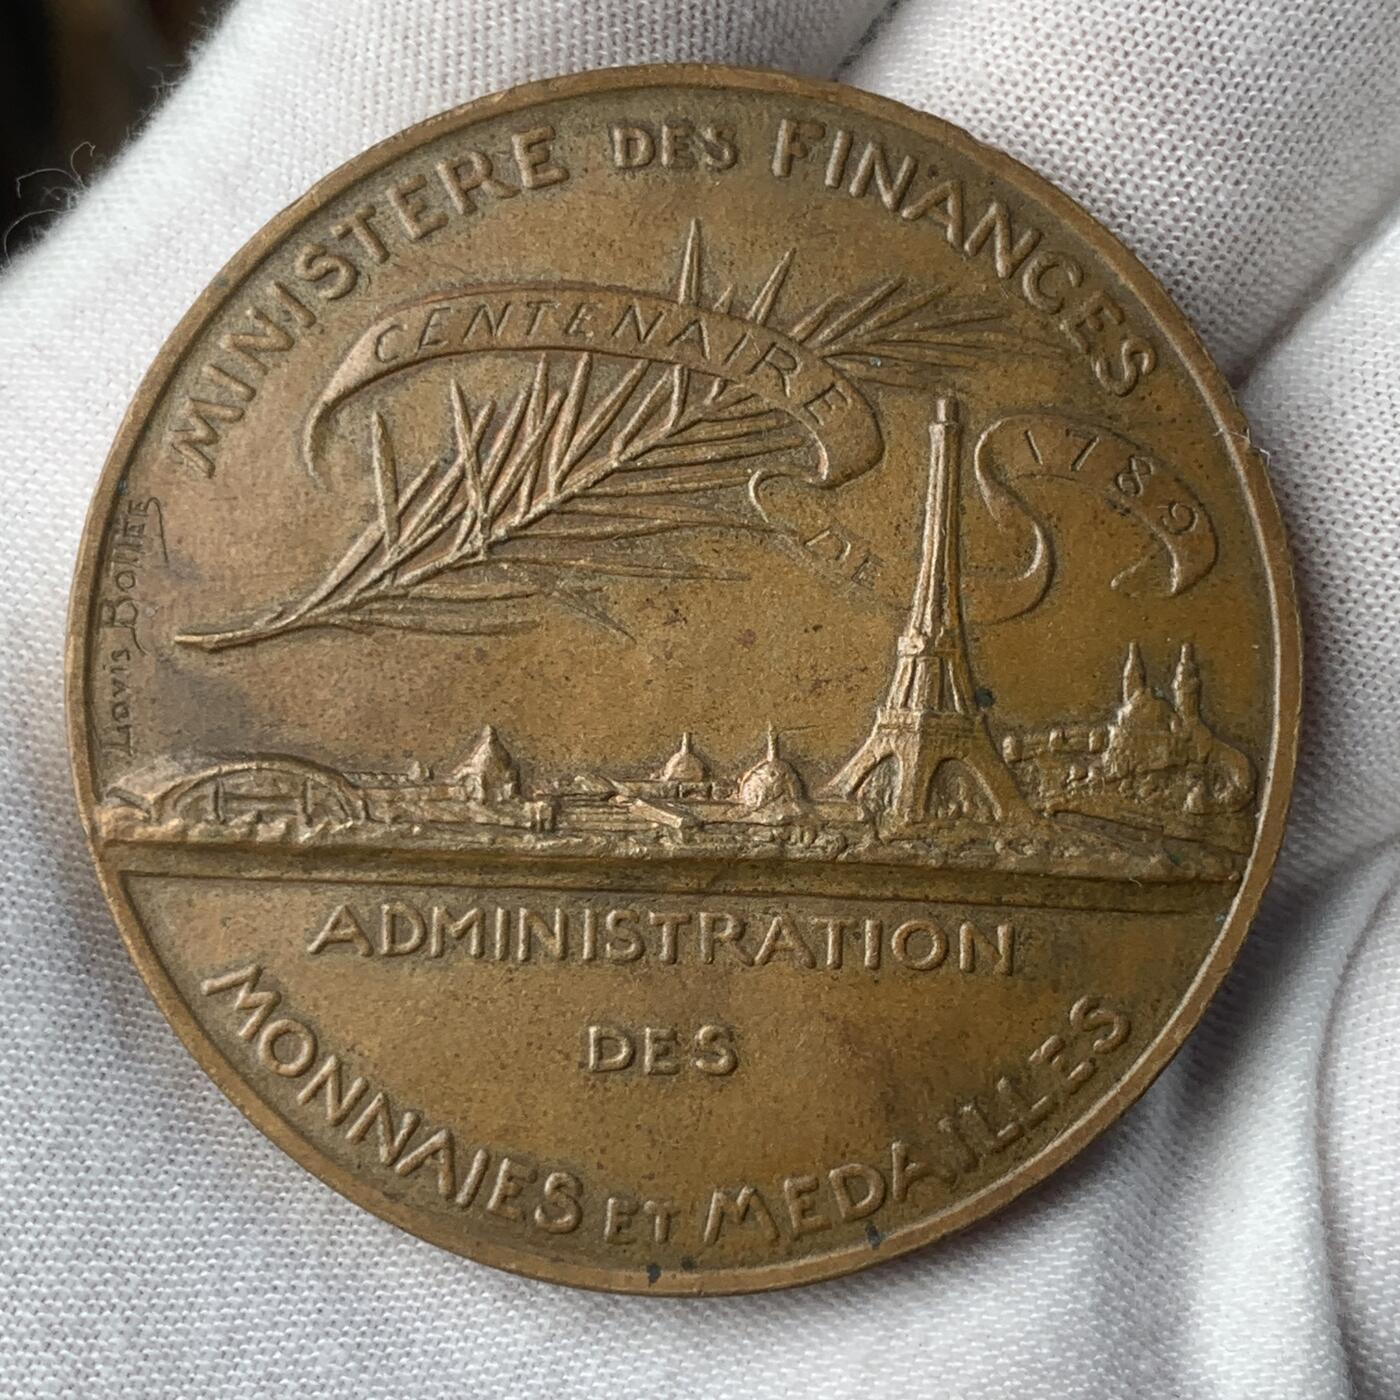 MINISTERE DES FINANCES
CENTENAIRE
DE
1789
Louis BOTTÉE
ADMINISTRATION
DES
MONNAIES ET MEDAILLES